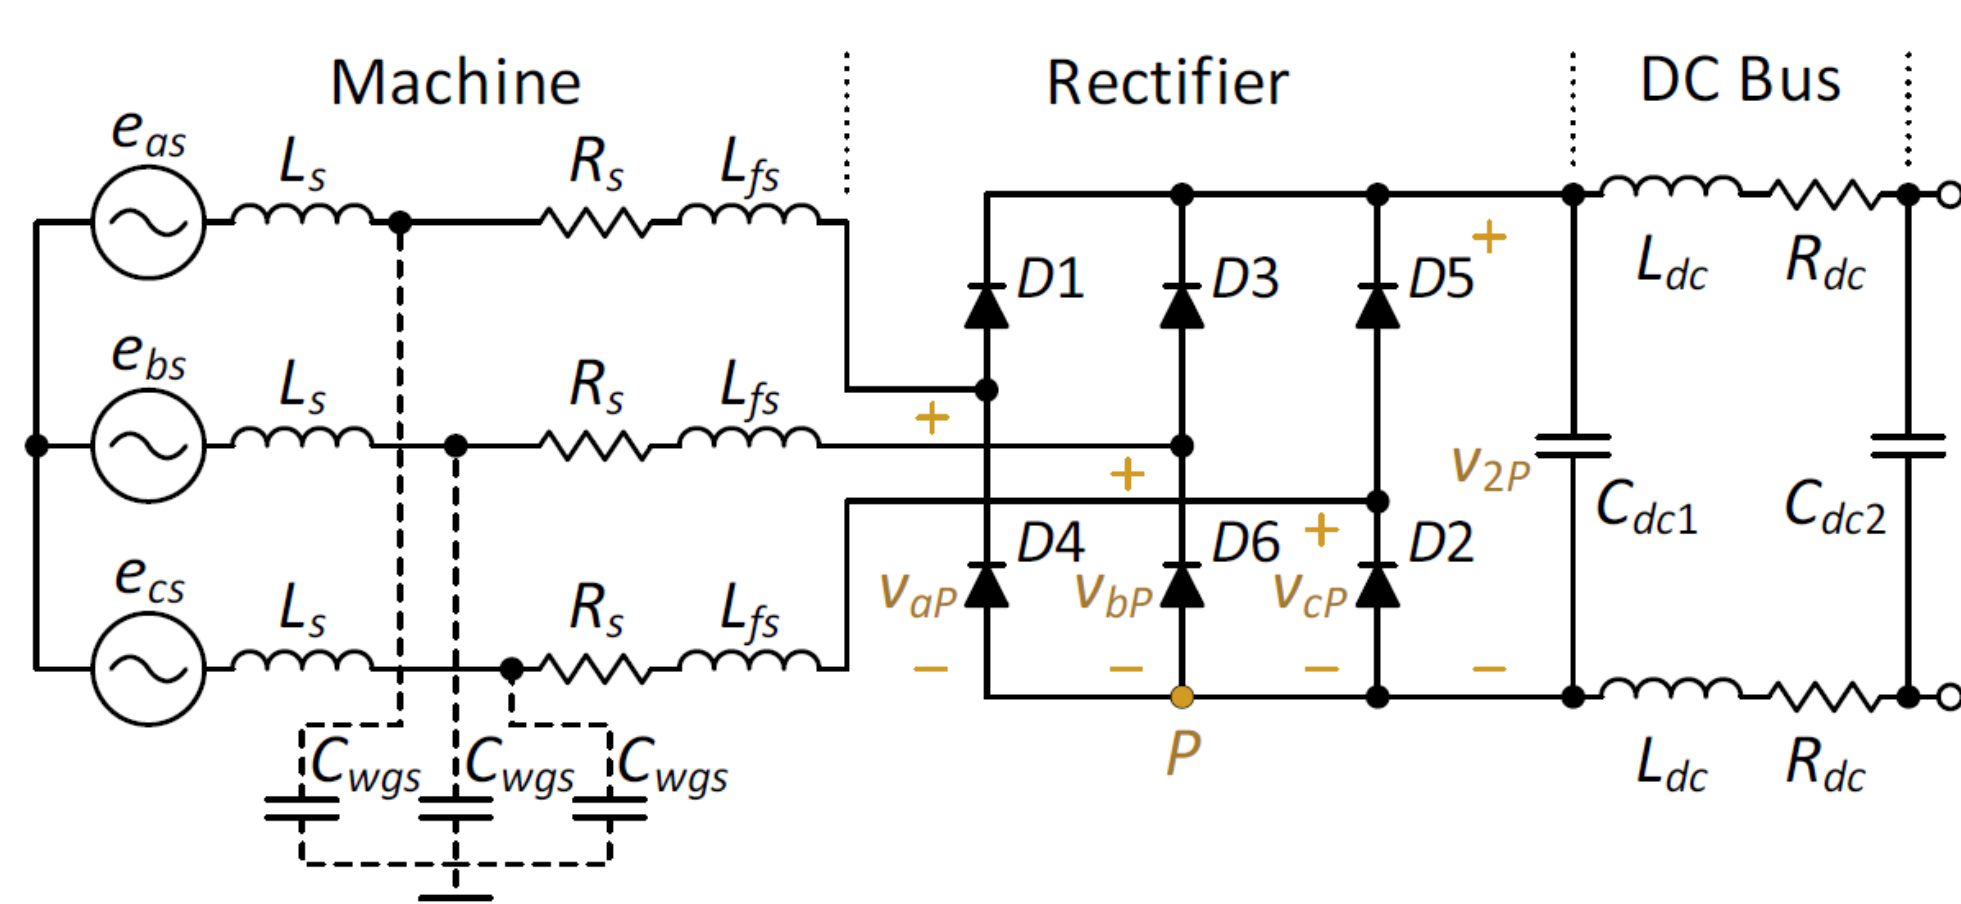 Machine Rectifier DC Bus
e_as L_s R_s L_fs
L_dc R_dc
D1 D3 D5 +
e_bs L_s R_s L_fs
+
+ v_2P C_dc1 C_dc2
D4 D6 + D2
e_cs L_s R_s L_fs
v_aP v_bP v_cP
− − − −
C_wgs C_wgs C_wgs P L_dc R_dc